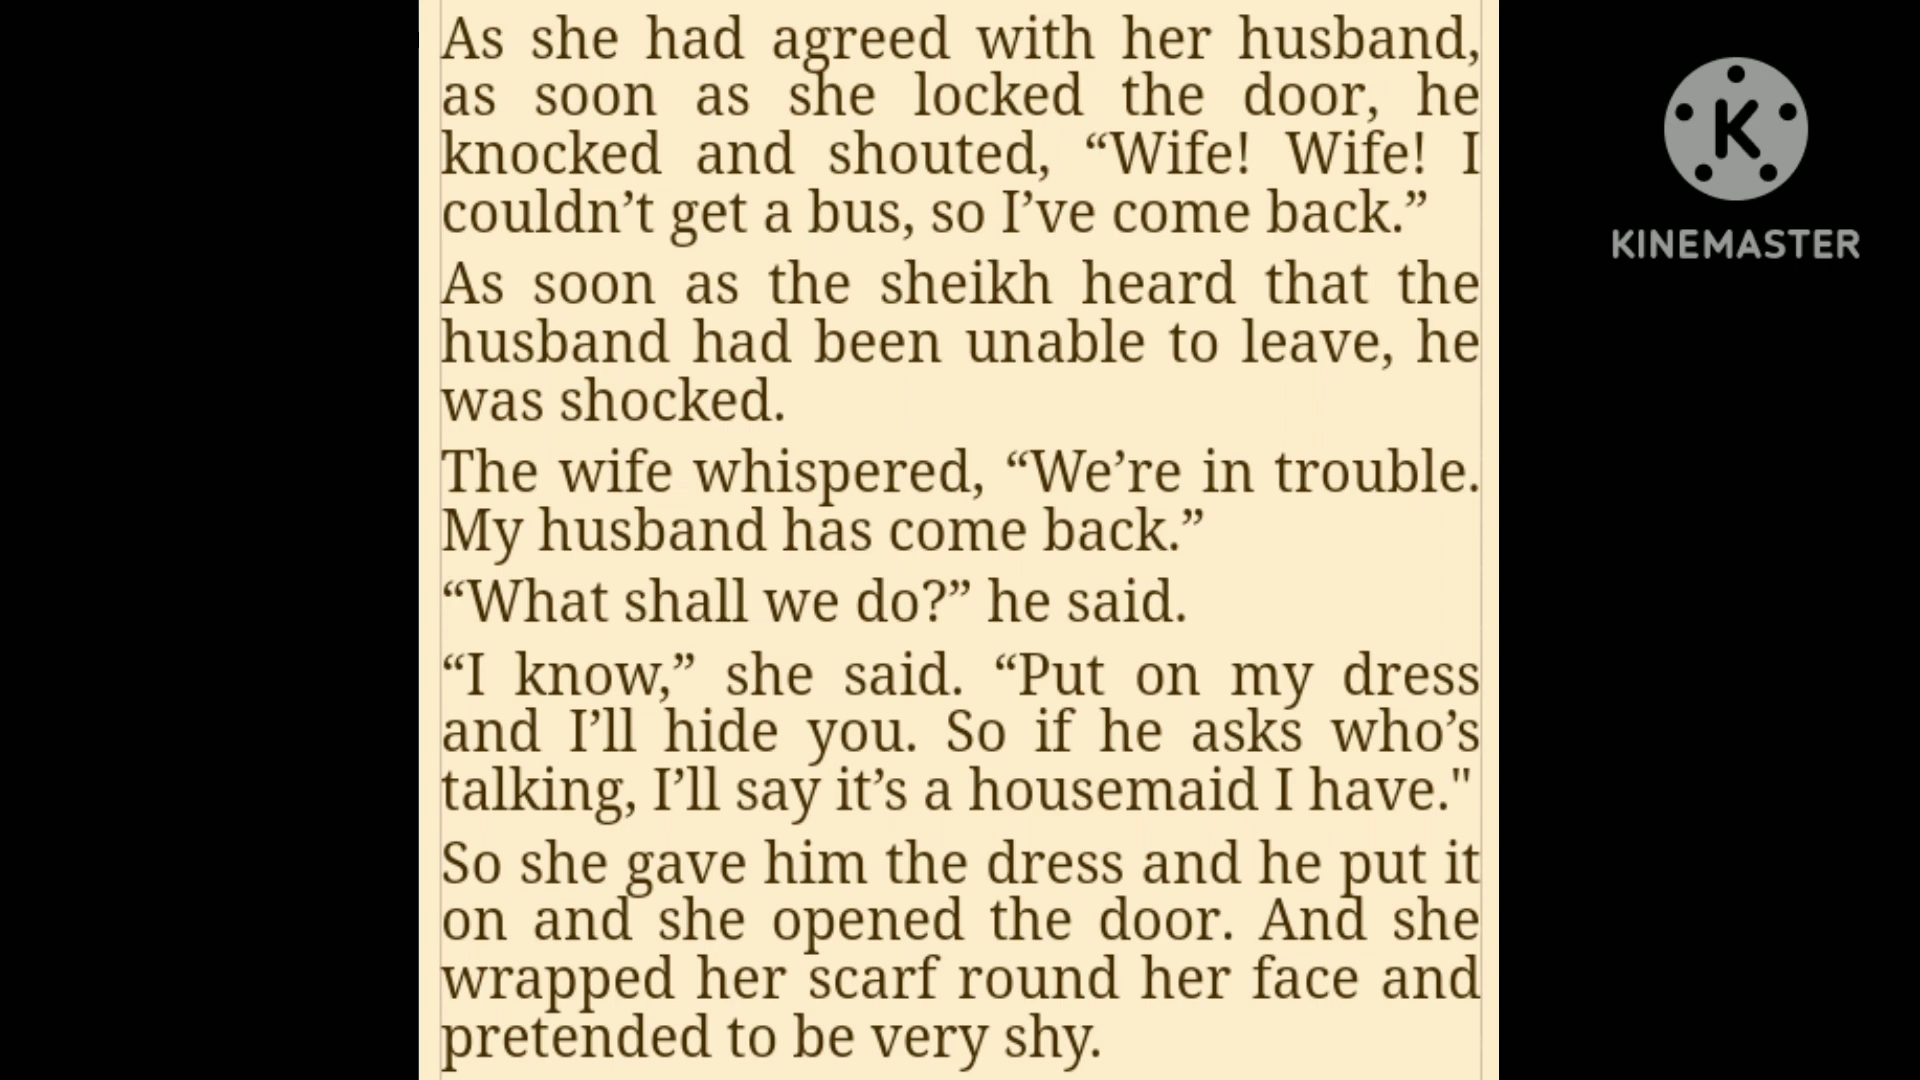 As she had agreed with her husband,
as soon as she locked the door, he
knocked and shouted, “Wife! Wife! I
couldn’t get a bus, so I’ve come back.”
As soon as the sheikh heard that the
husband had been unable to leave, he
was shocked.
The wife whispered, “We’re in trouble.
My husband has come back.”
“What shall we do?” he said.
“I know,” she said. “Put on my dress
and I’ll hide you. So if he asks who’s
talking, I’ll say it’s a housemaid I have."
So she gave him the dress and he put it
on and she opened the door. And she
wrapped her scarf round her face and
pretended to be very shy.
K
KINEMASTER